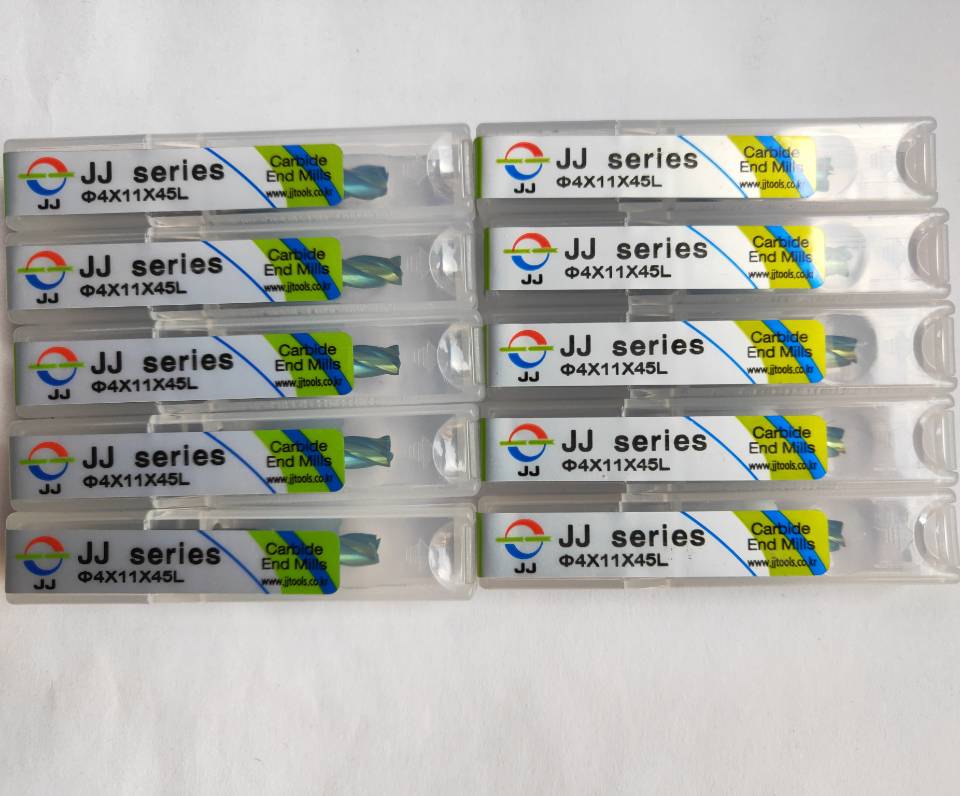 JJ
JJ series
Φ4X11X45L
Carbide
End Mills
www.jjtools.co.kr
JJ
JJ series
Φ4X11X45L
Carbide
End Mills
www.jjtools.co.kr
JJ
JJ series
Φ4X11X45L
Carbide
End Mills
www.jjtools.co.kr
JJ
JJ series
Φ4X11X45L
Carbide
End Mills
www.jjtools.co.kr
JJ
JJ series
Φ4X11X45L
Carbide
End Mills
www.jjtools.co.kr
JJ
JJ series
Φ4X11X45L
Carbide
End Mills
www.jjtools.co.kr
JJ
JJ series
Φ4X11X45L
Carbide
End Mills
www.jjtools.co.kr
JJ
JJ series
Φ4X11X45L
Carbide
End Mills
www.jjtools.co.kr
JJ
JJ series
Φ4X11X45L
Carbide
End Mills
www.jjtools.co.kr
JJ
JJ series
Φ4X11X45L
Carbide
End Mills
www.jjtools.co.kr